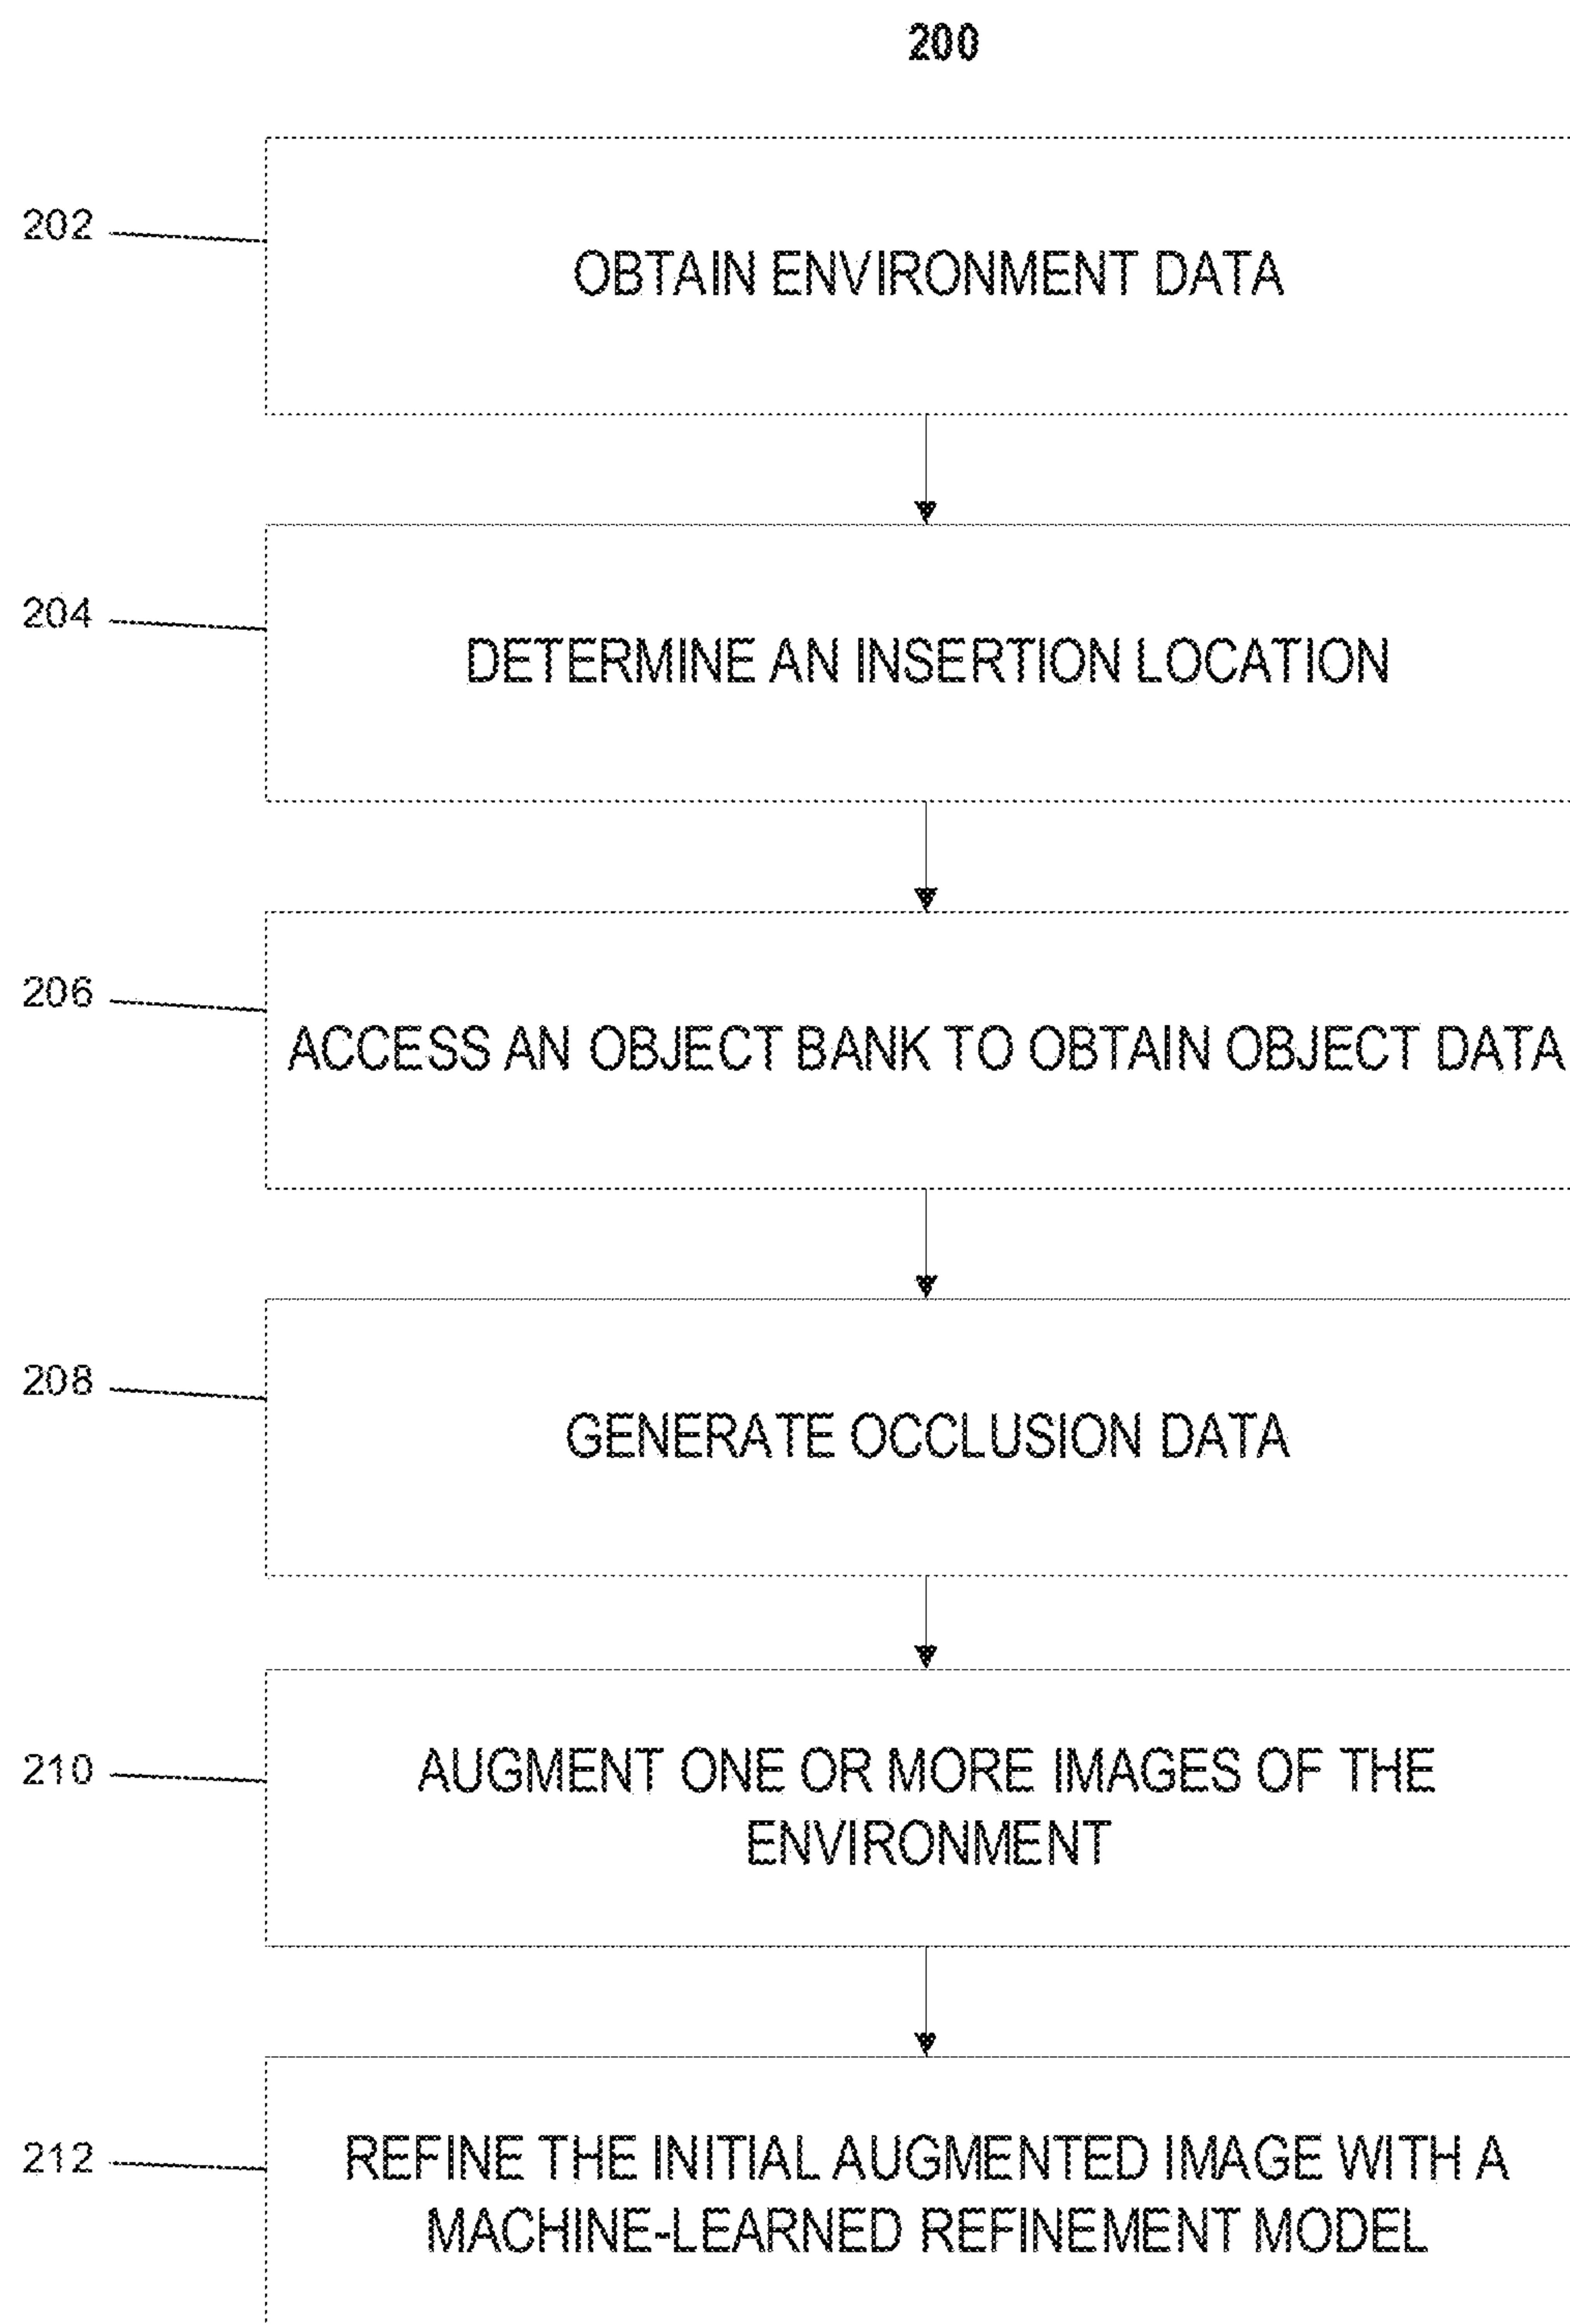 200
202
OBTAIN ENVIRONMENT DATA
204
DETERMINE AN INSERTION LOCATION
206
ACCESS AN OBJECT BANK TO OBTAIN OBJECT DATA
208
GENERATE OCCLUSION DATA
210
AUGMENT ONE OR MORE IMAGES OF THE
ENVIRONMENT
212
REFINE THE INITIAL AUGMENTED IMAGE WITH A
MACHINE-LEARNED REFINEMENT MODEL